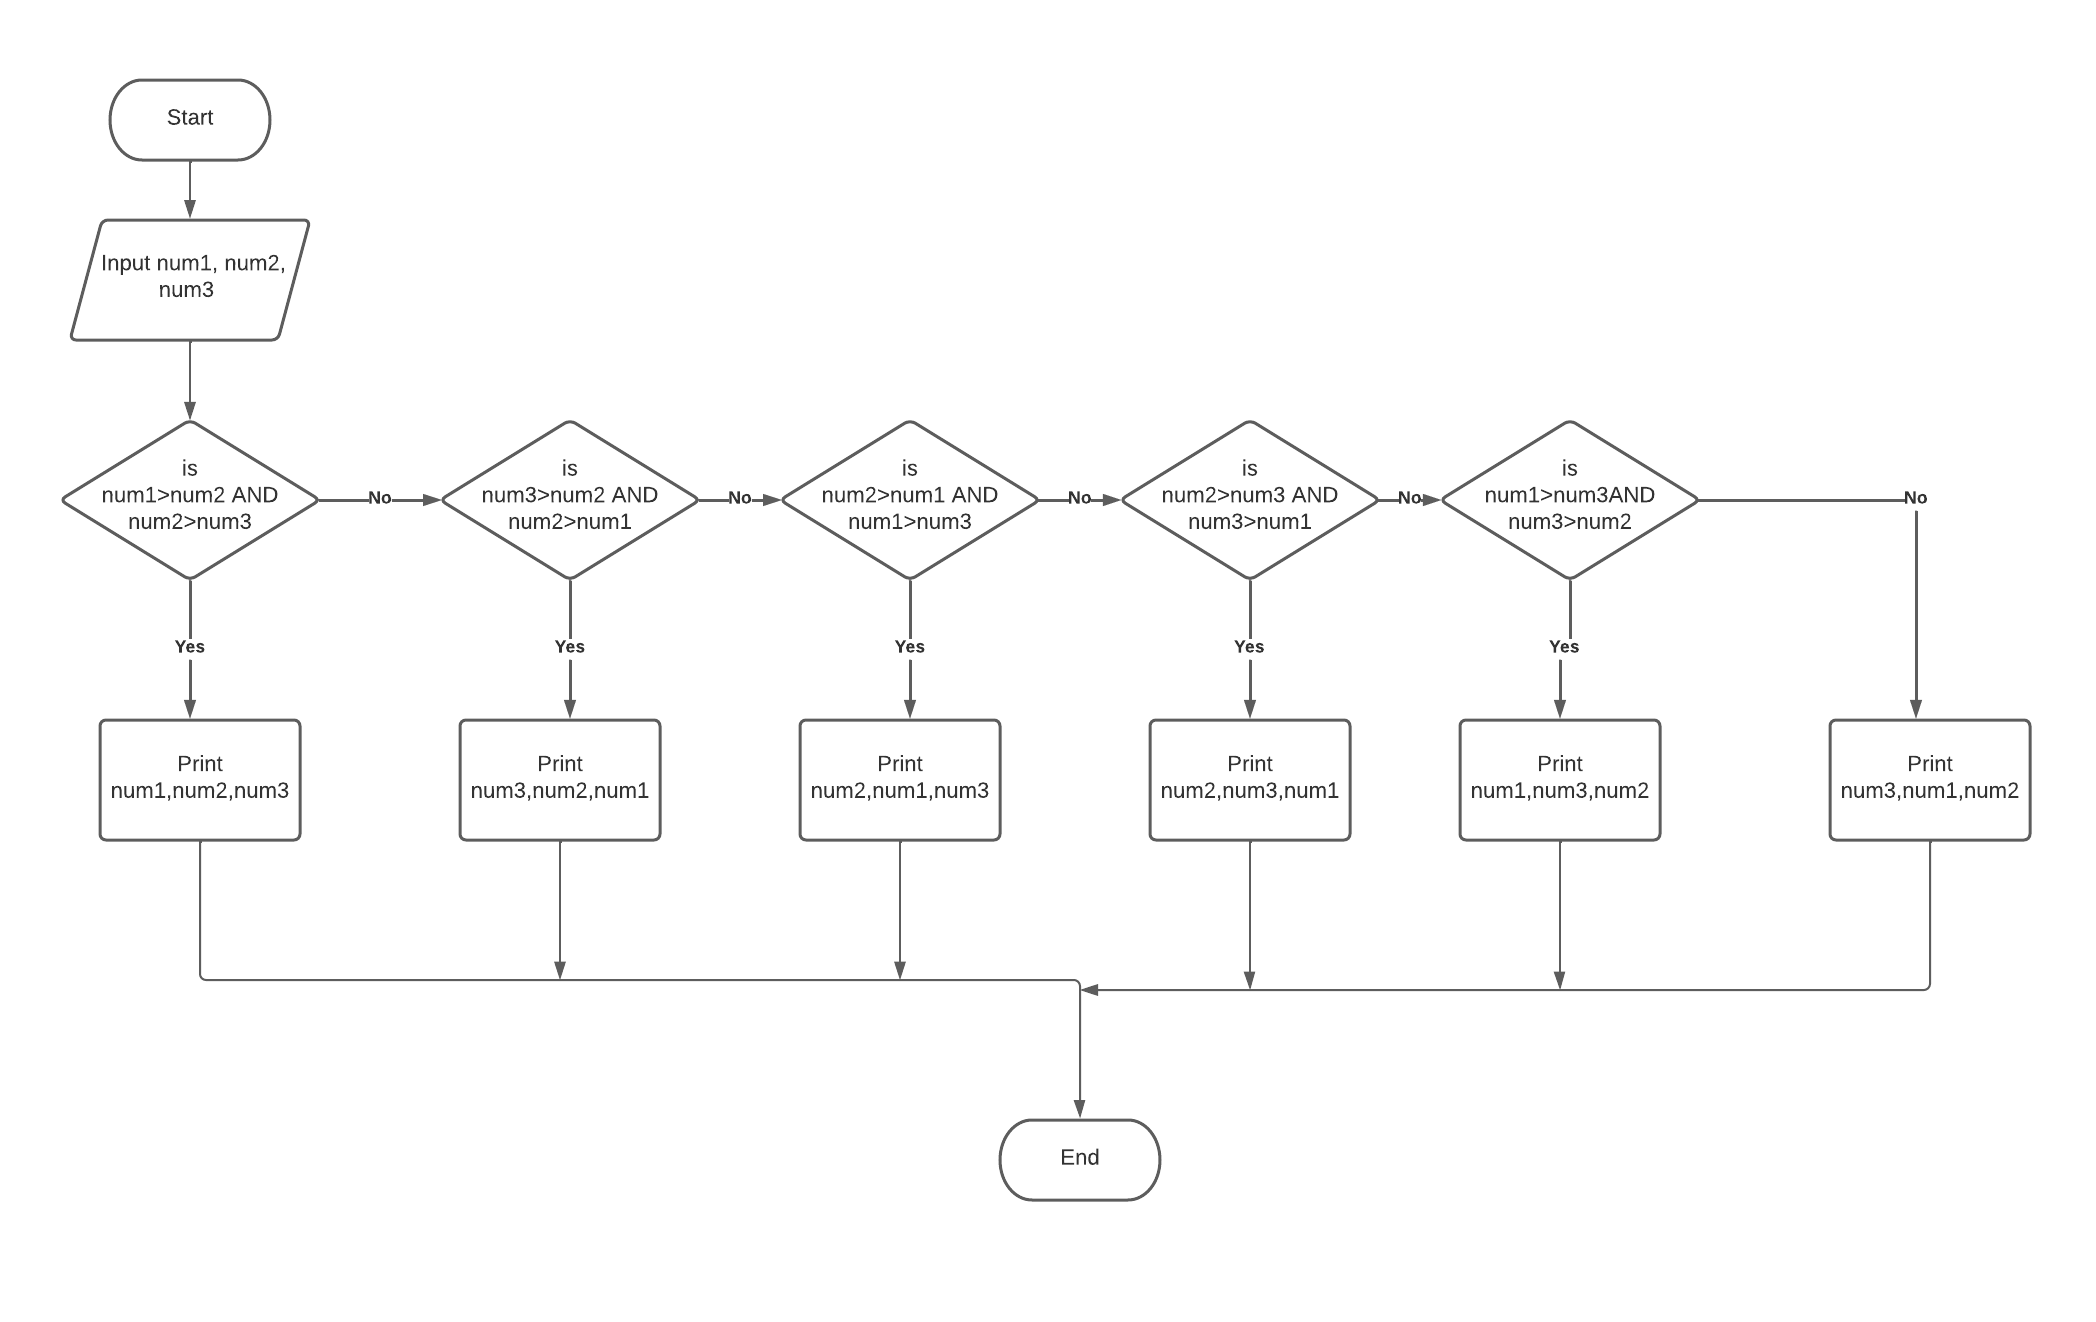 Start
Input num1, num2,
num3
is
num1>num2 AND
num2>num3
No
is
num3>num2 AND
num2>num1
No
is
num2>num1 AND
num1>num3
No
is
num2>num3 AND
num3>num1
No
is
num1>num3AND
num3>num2
No
Yes
Yes
Yes
Yes
Yes
Print
num1,num2,num3
Print
num3,num2,num1
Print
num2,num1,num3
Print
num2,num3,num1
Print
num1,num3,num2
Print
num3,num1,num2
End